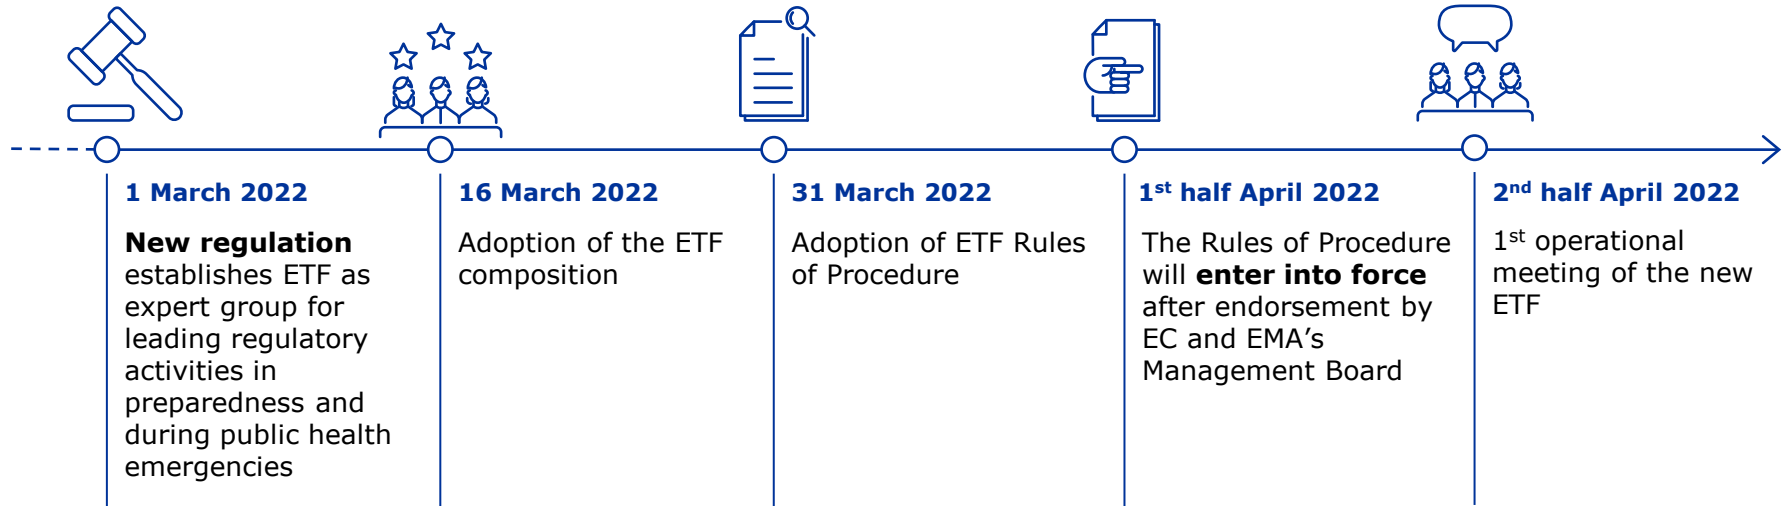 1 March 2022
New regulation
establishes ETF as
expert group for
leading regulatory
activities in
preparedness and
during public health
emergencies
16 March 2022
Adoption of the ETF
composition
31 March 2022
Adoption of ETF Rules
of Procedure
1st half April 2022
The Rules of Procedure
will enter into force
after endorsement by
EC and EMA’s
Management Board
2nd half April 2022
1st operational
meeting of the new
ETF